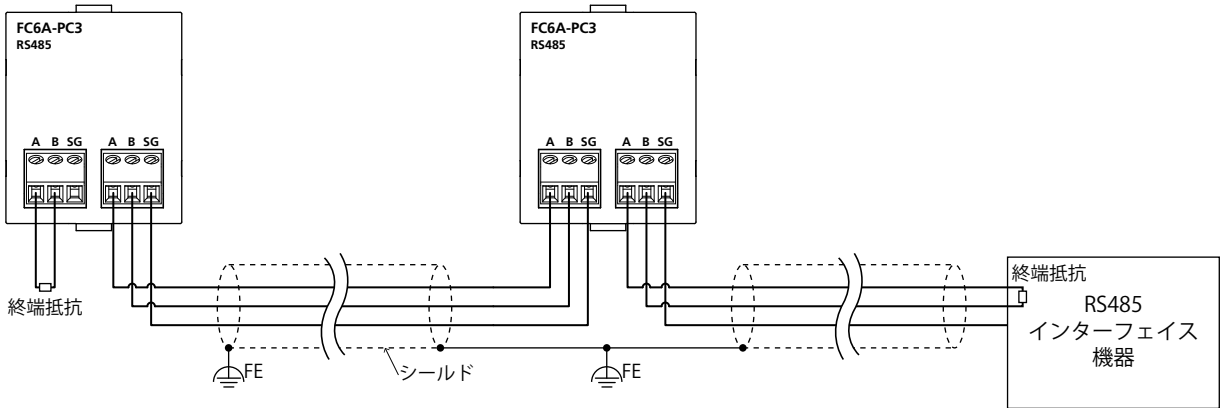 FC6A-PC3
RS485
FC6A-PC3
RS485
A B SG A B SG
A B SG A B SG
終端抵抗
終端抵抗
RS485
インターフェイス
機器
FE
シールド
FE